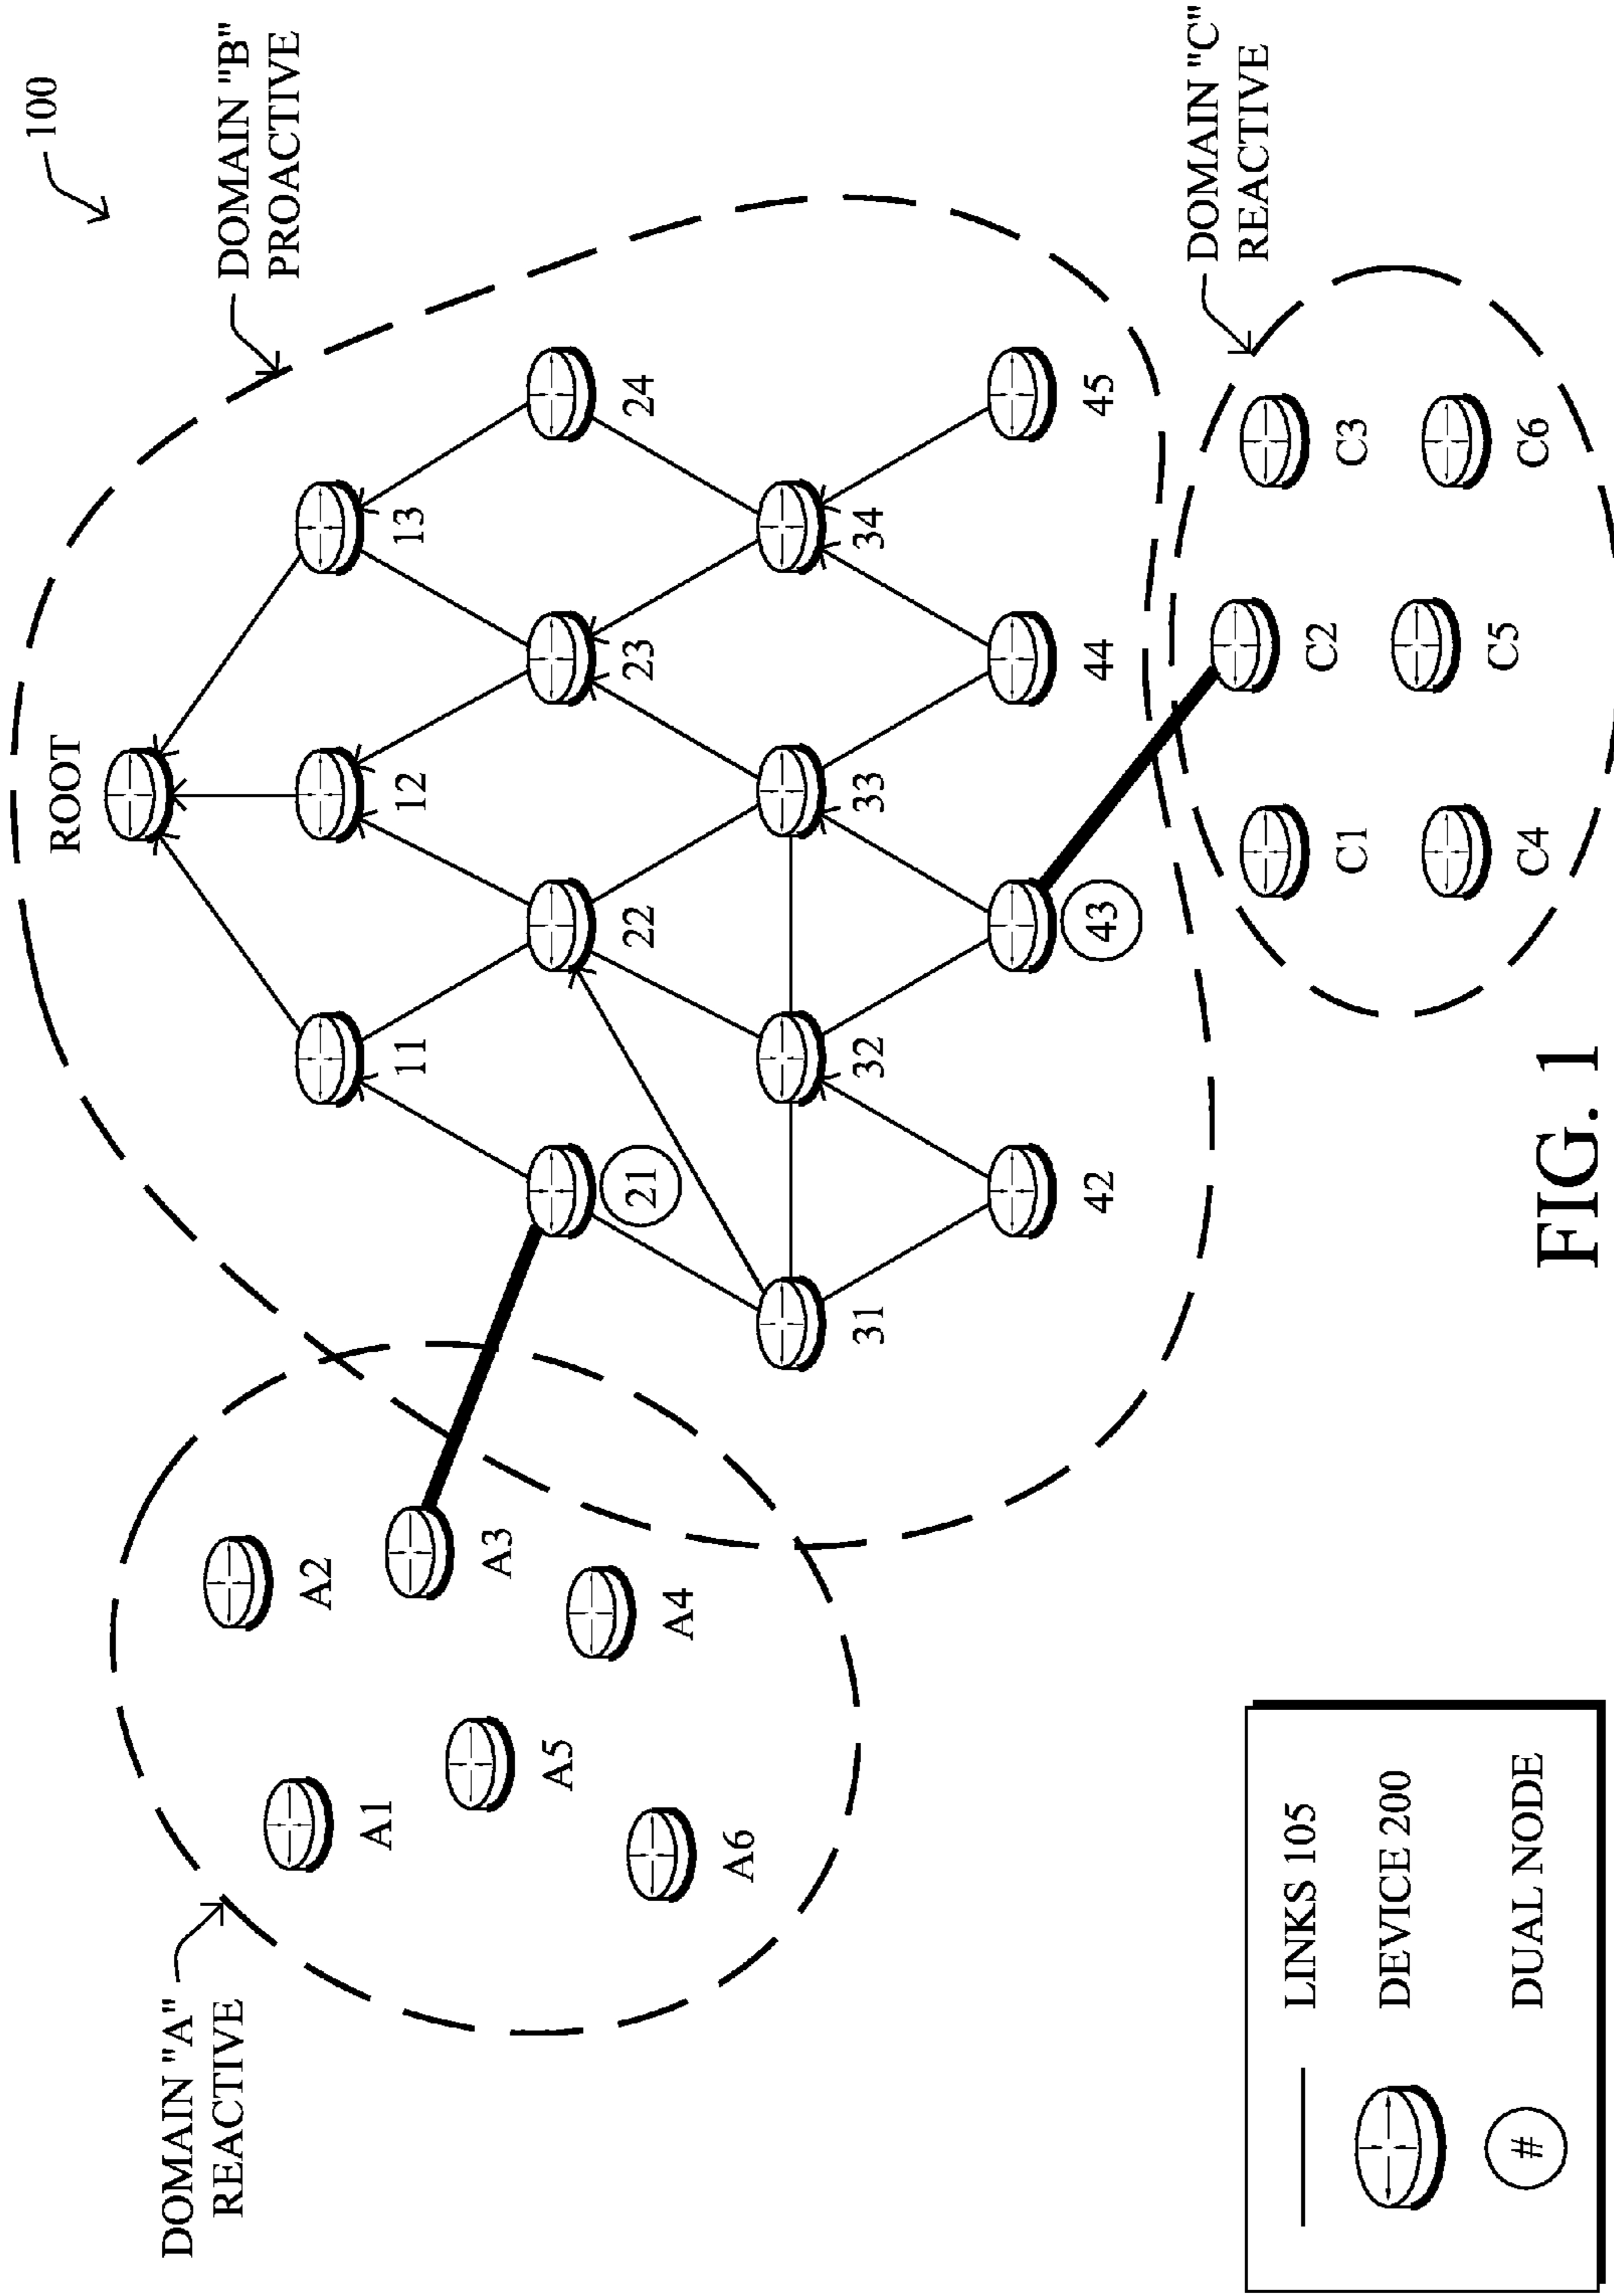 100
DOMAIN "B"
PROACTIVE
ROOT
DOMAIN "A"
REACTIVE
A2
A1
A3
A5
A4
A6
11
12
13
21
22
23
24
31
32
33
34
42
43
44
45
DOMAIN "C"
REACTIVE
C1
C2
C3
C4
C5
C6
LINKS 105
DEVICE 200
# DUAL NODE
FIG. 1